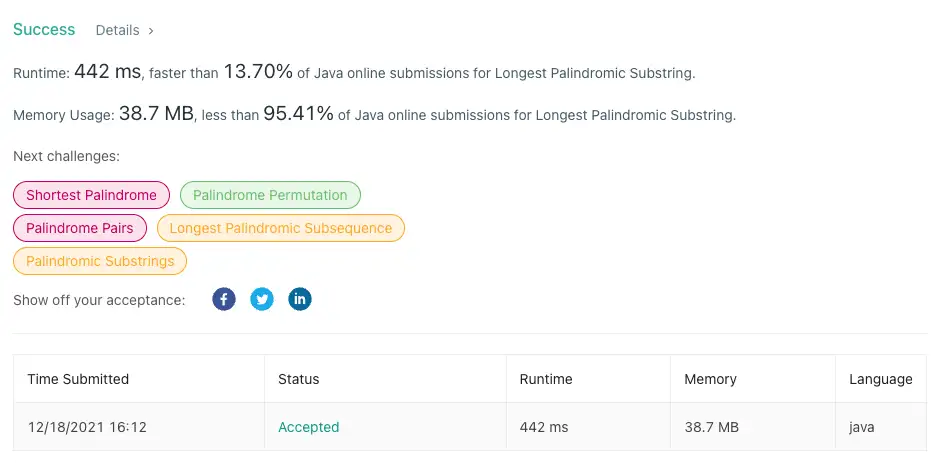 Success Details ›
Runtime: 442 ms, faster than 13.70% of Java online submissions for Longest Palindromic Substring.
Memory Usage: 38.7 MB, less than 95.41% of Java online submissions for Longest Palindromic Substring.
Next challenges:
Shortest Palindrome Palindrome Permutation
Palindrome Pairs Longest Palindromic Subsequence
Palindromic Substrings
Show off your acceptance: f in
Time Submitted Status Runtime Memory Language
12/18/2021 16:12 Accepted 442 ms 38.7 MB java